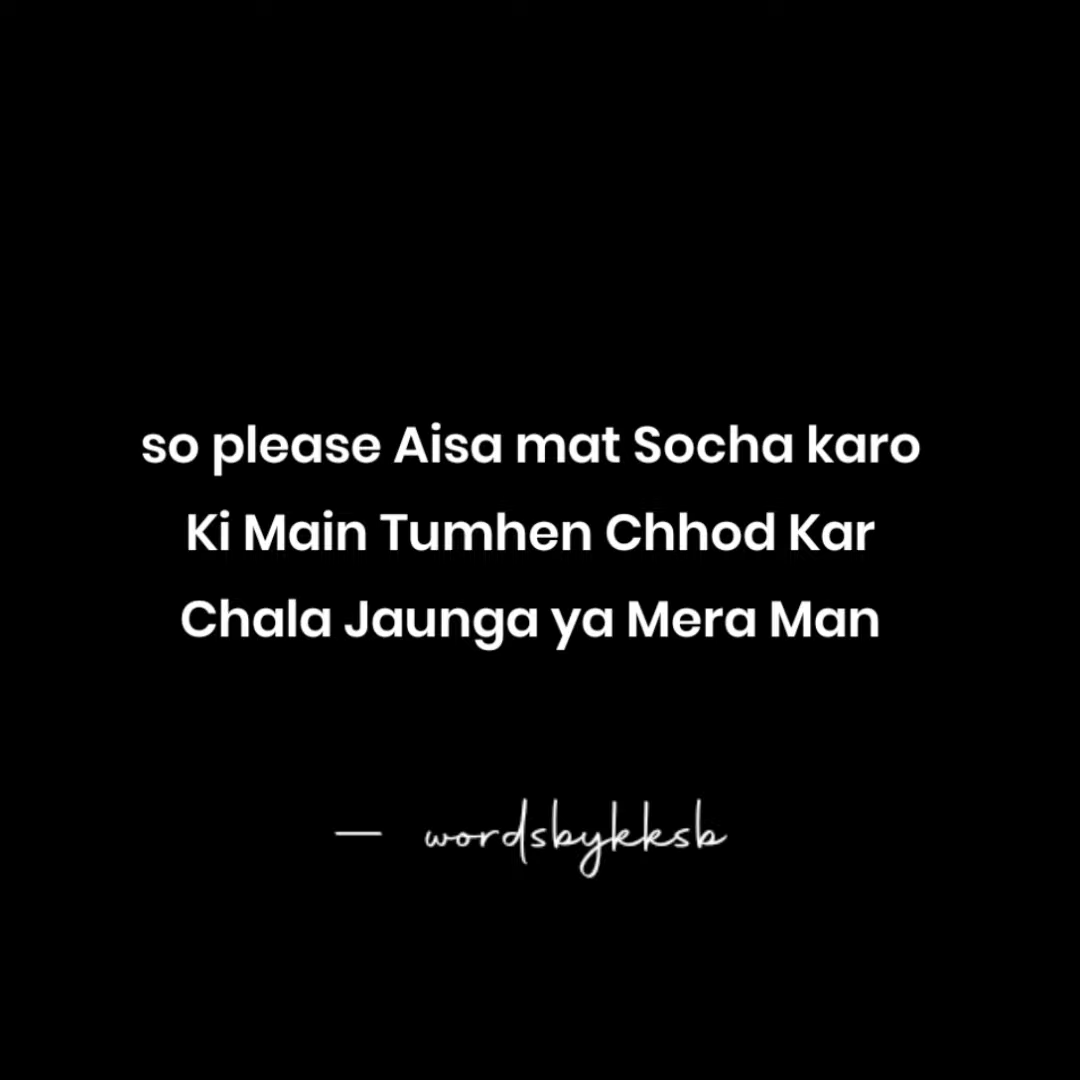 so please Aisa mat Socha karo
Ki Main Tumhen Chhod Kar
Chala Jaunga ya Mera Man
— wordsbykksb